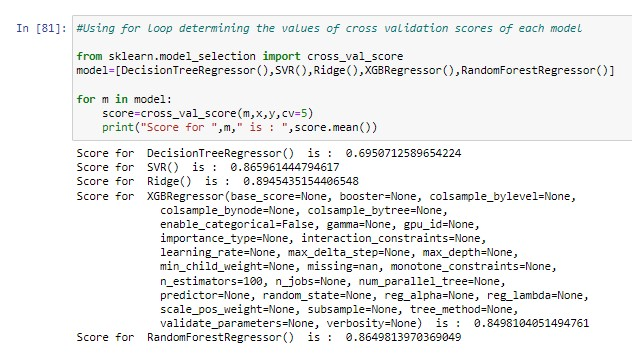 In [81]: #Using for Loop determining the values of cross validation scores of each model
from sklearn.model_selection import cross_val_score
model=[DecisionTreeRegressor(),SVR(),Ridge(),XGBRegressor(),RandomForestRegressor()]
for m in model:
score=cross_val_score(m,x,y,cv=5)
print("Score for ",m," is : ",score.mean())
Score for  DecisionTreeRegressor()  is :  0.6950712589654224
Score for  SVR()  is :  0.865961444794617
Score for  Ridge()  is :  0.8945435154406548
Score for  XGBRegressor(base_score=None, booster=None, colsample_bylevel=None,
colsample_bynode=None, colsample_bytree=None,
enable_categorical=False, gamma=None, gpu_id=None,
importance_type=None, interaction_constraints=None,
learning_rate=None, max_delta_step=None, max_depth=None,
min_child_weight=None, missing=nan, monotone_constraints=None,
n_estimators=100, n_jobs=None, num_parallel_tree=None,
predictor=None, random_state=None, reg_alpha=None, reg_lambda=None,
scale_pos_weight=None, subsample=None, tree_method=None,
validate_parameters=None, verbosity=None)  is :  0.8498104051494761
Score for  RandomForestRegressor()  is :  0.8649813970369049